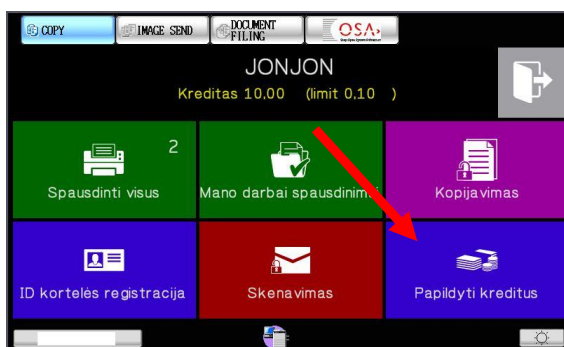 COPY
IMAGE SEND
DOCUMENT
FILING
OSA
JONJON
Kreditas 10,00 (limit 0,10 )
2
Spausdinti visus
Mano darbai spausdinimui
Kopijavimas
ID kortelės registracija
Skenavimas
Papildyti kreditus